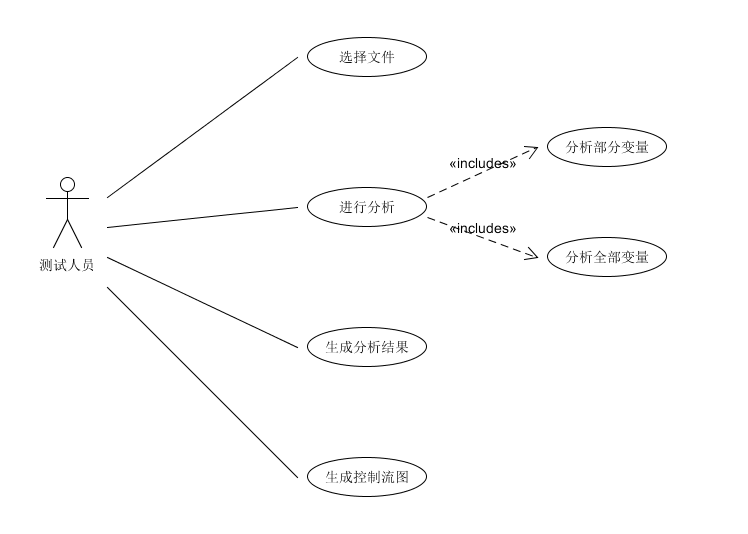 选择文件
分析部分变量
«includes»
进行分析
«includes»
测试人员
分析全部变量
生成分析结果
生成控制流图